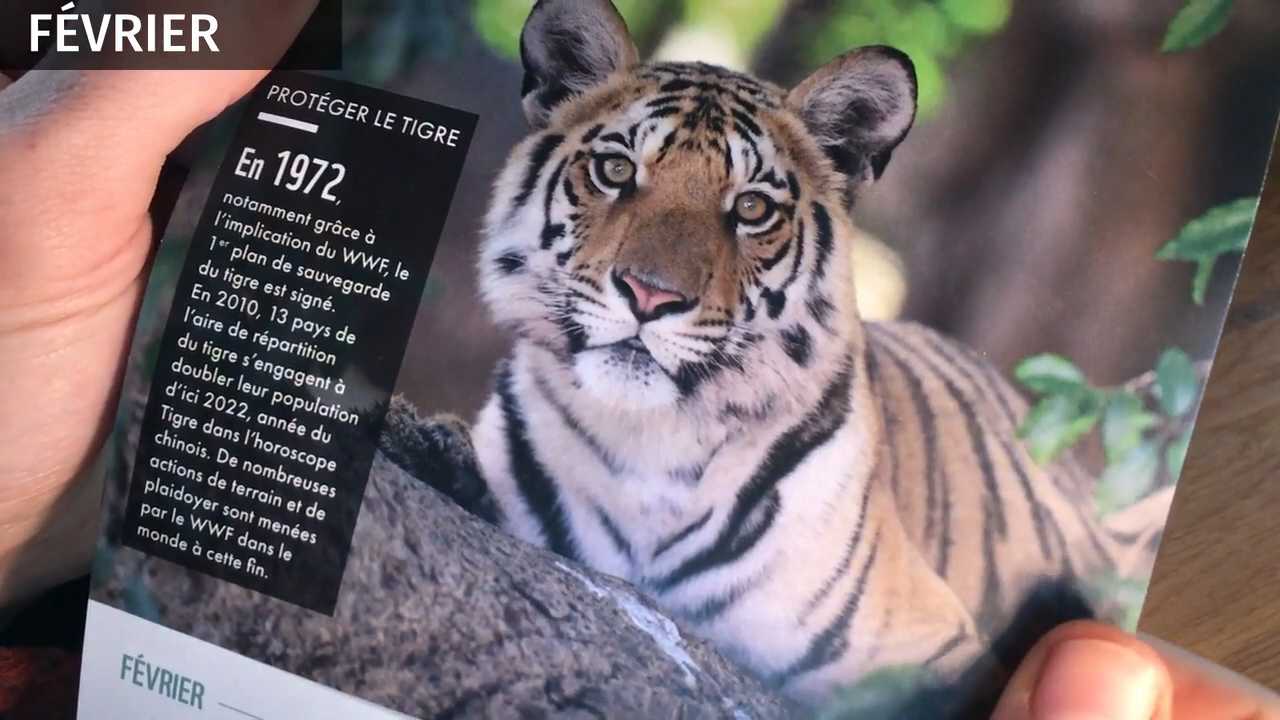 FÉVRIER
PROTÉGER LE TIGRE
En 1972,
notamment grâce à
l'implication du WWF, le
1er plan de sauvegarde
du tigre est signé.
En 2010, 13 pays de
l'aire de répartition
du tigre s'engagent à
doubler leur population
d'ici 2022, année du
Tigre dans l'horoscope
chinois. De nombreuses
actions de terrain et de
plaidoyer sont menées
par le WWF dans le
monde à cette fin.
FÉVRIER